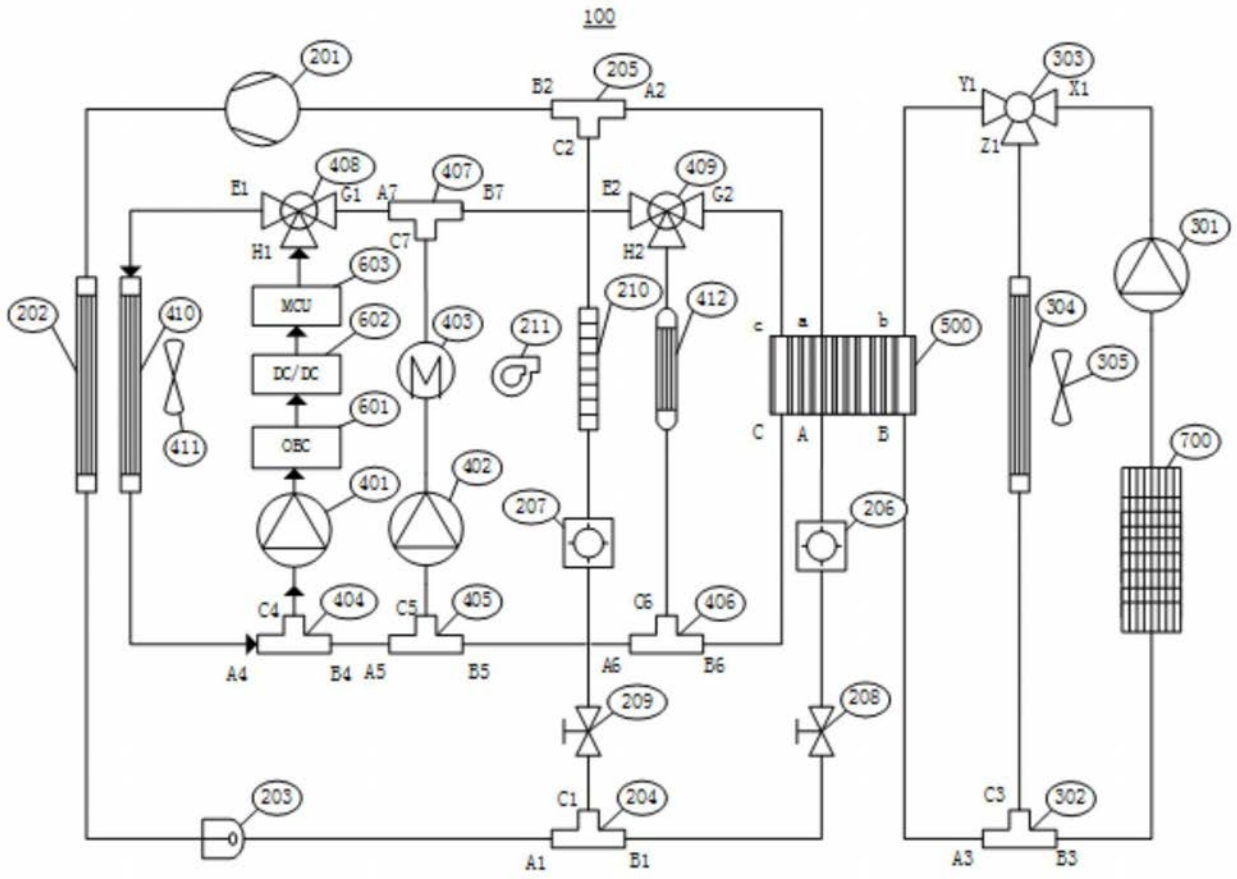 100
201
B2
205
A2
Y1
303
X1
C2
Z1
E1
408
G1
A7
407
B7
E2
409
G2
H1
C7
H2
301
603
MCU
202
410
602
403
211
210
412
c
a
b
500
304
DC/DC
305
601
411
OBC
C
A
B
700
401
402
207
206
C4
404
C5
405
C6
406
A4
B4
A5
B5
A6
B6
209
208
203
C1
204
C3
302
A1
B1
A3
B3